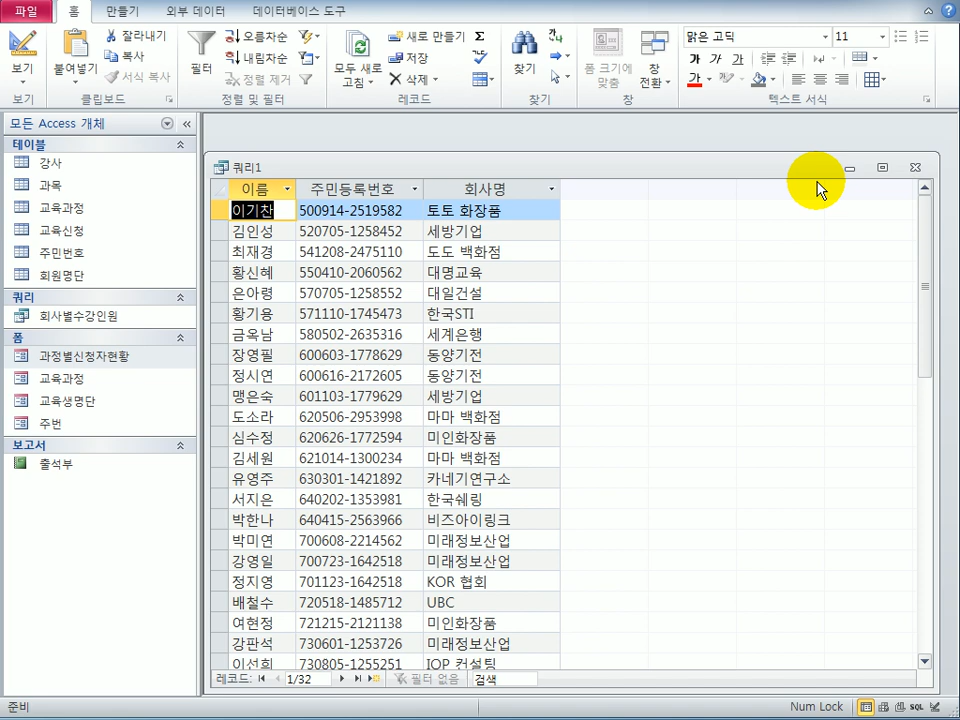 파일 홈 만들기 외부 데이터 데이터베이스 도구
보기
보기
붙여넣기
잘라내기
복사
서식 복사
클립보드
필터
오름차순
내림차순
정렬 제거
정렬 및 필터
모두 새로 고침
새로 만들기
저장
삭제
레코드
찾기
찾기
폼 크기에 맞춤
창 전환
창
맑은 고딕 11
가 가 가
가
텍스트 서식
모든 Access 개체
테이블
강사
과목
교육과정
교육신청
주민번호
회원명단
쿼리
회사별수강인원
폼
과정별신청자현황
교육과정
교육생명단
주번
보고서
출석부
쿼리1
이름 주민등록번호 회사명
이기찬 500914-2519582 토토 화장품
김인성 520705-1258452 세방기업
최재경 541208-2475110 도도 백화점
황신혜 550410-2060562 대명교육
은아령 570705-1258552 대일건설
황기용 571110-1745473 한국STI
금옥남 580502-2635316 세계은행
장영필 600603-1778629 동양기전
정시연 600616-2172605 동양기전
맹은숙 601103-1779629 세방기업
도소라 620506-2953998 마마 백화점
심수정 620626-1772594 미인화장품
김세원 621014-1300234 마마 백화점
유영주 630301-1421892 카네기연구소
서지은 640202-1353981 한국쉐링
박한나 640415-2563966 비즈아이링크
박미연 700608-2214562 미래정보산업
강영일 700723-1642518 미래정보산업
정지영 701123-1642518 KOR 협회
배철수 720518-1485712 UBC
여현정 721215-2121138 미인화장품
강판석 730601-1253726 미래정보산업
이선희 730805-1255251 IOP 컨설팅
레코드: 1/32 필터 없음 검색
준비 Num Lock SQL